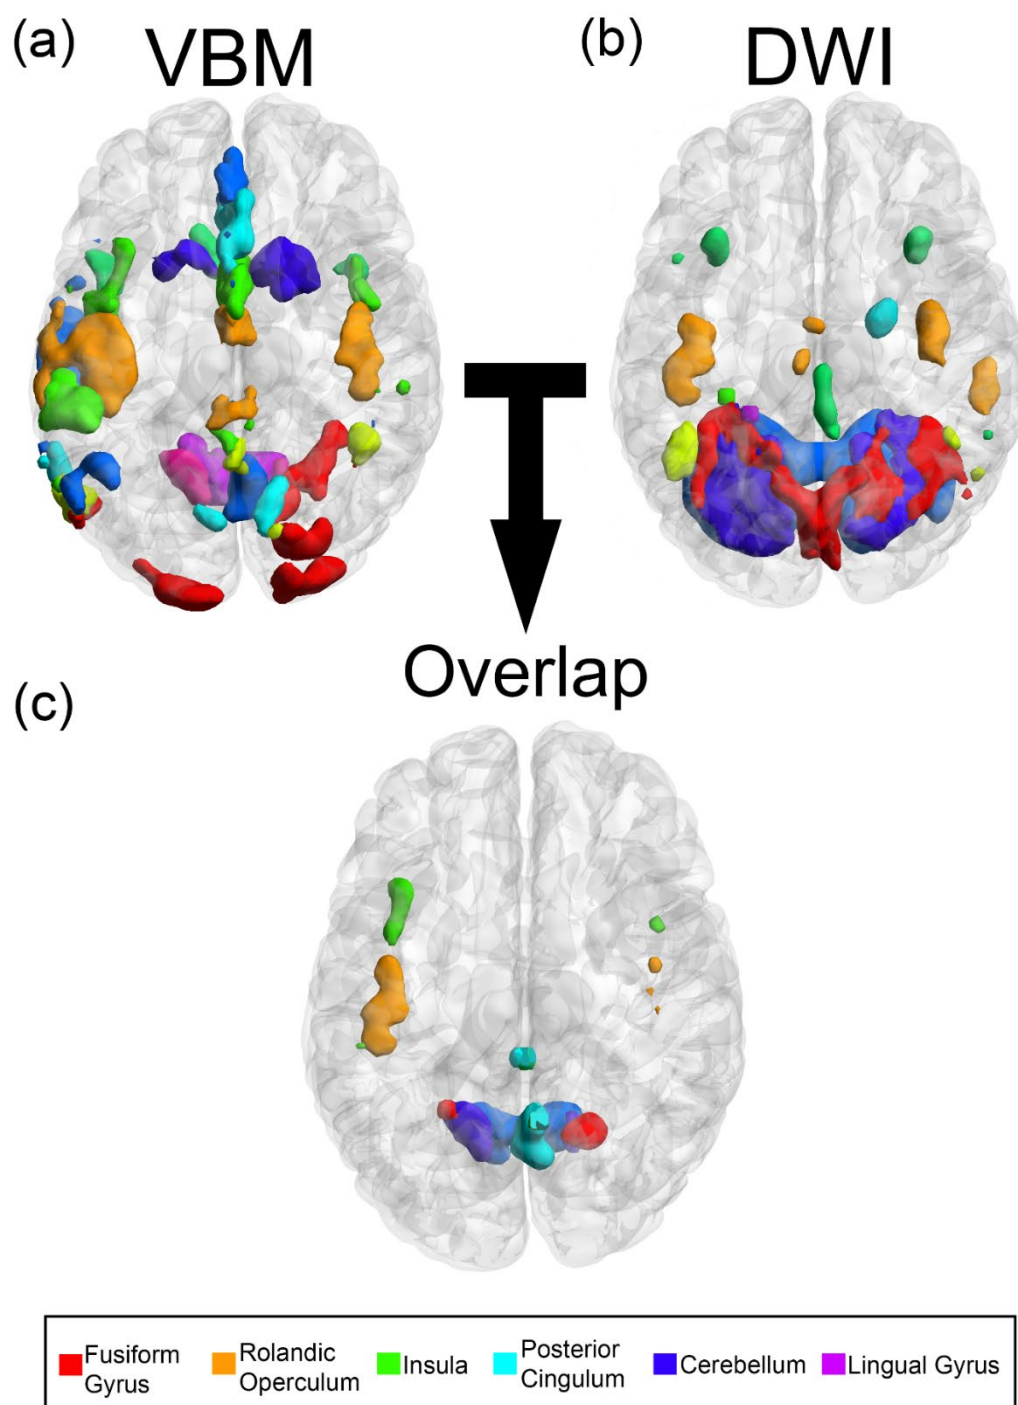 (a) VBM
(b) DWI
Overlap
(c)
Fusiform
Gyrus
Rolandic
Operculum
Insula
Posterior
Cingulum
Cerebellum
Lingual Gyrus